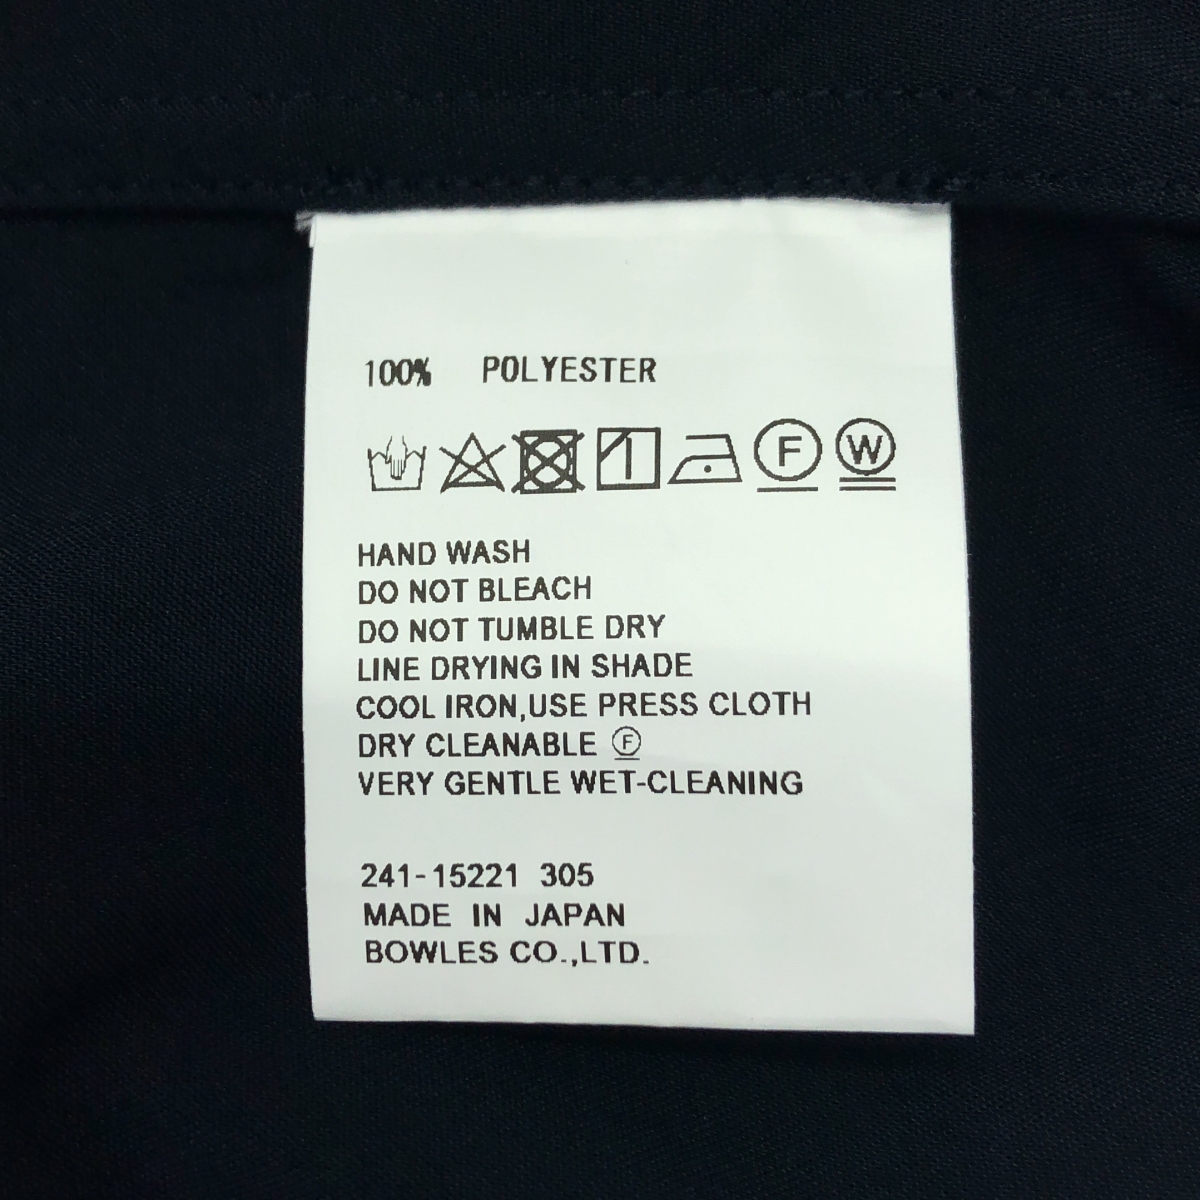 100% POLYESTER
F W
HAND WASH
DO NOT BLEACH
DO NOT TUMBLE DRY
LINE DRYING IN SHADE
COOL IRON,USE PRESS CLOTH
DRY CLEANABLE Ⓕ
VERY GENTLE WET-CLEANING
241-15221 305
MADE IN JAPAN
BOWLES CO.,LTD.